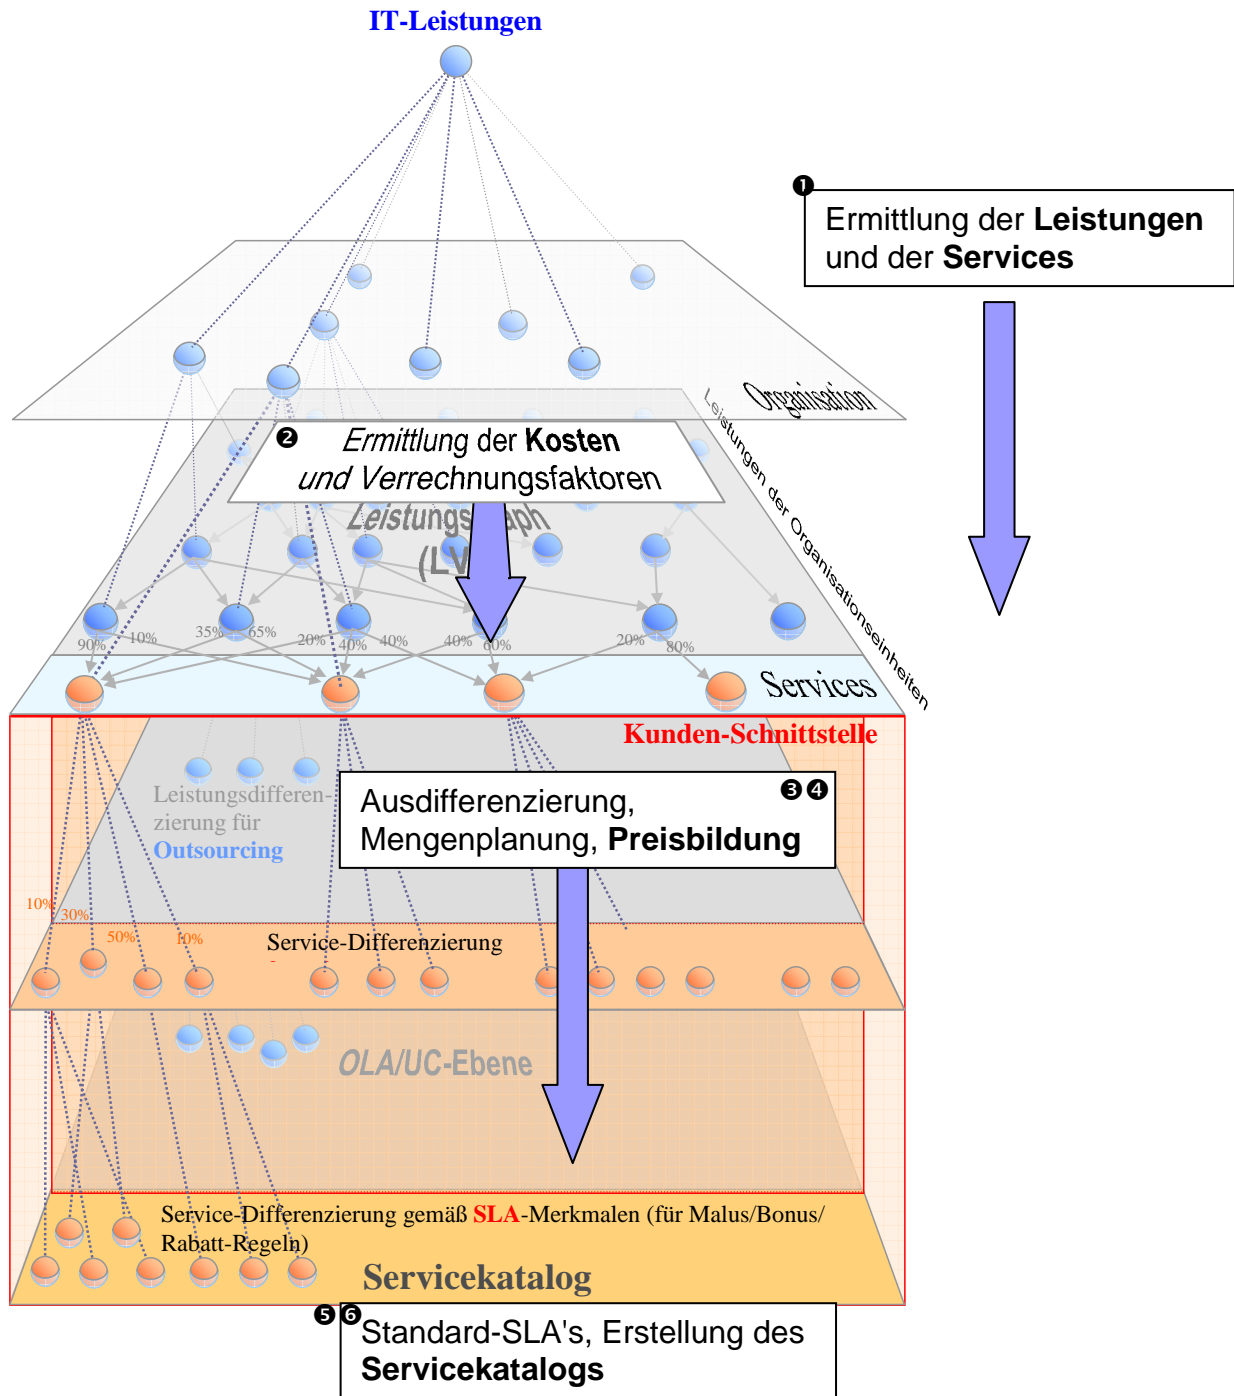 IT-Leistungen
❶
Ermittlung der Leistungen
und der Services
Organisation
Leistungen der Organisationseinheiten
❷
Ermittlung der Kosten
und Verrechnungsfaktoren
(LV
90%
10%
35%
65%
20%
40%
40%
40%
60%
20%
80%
Services
Kunden-Schnittstelle
Leistungsdifferen-
zierung für
Outsourcing
❸❹
Ausdifferenzierung,
Mengenplanung, Preisbildung
10%
30%
50%
10%
Service-Differenzierung
OLA/UC-Ebene
Service-Differenzierung gemäß SLA-Merkmalen (für Malus/Bonus/
Rabatt-Regeln)
Servicekatalog
❺❻
Standard-SLA's, Erstellung des
Servicekatalogs